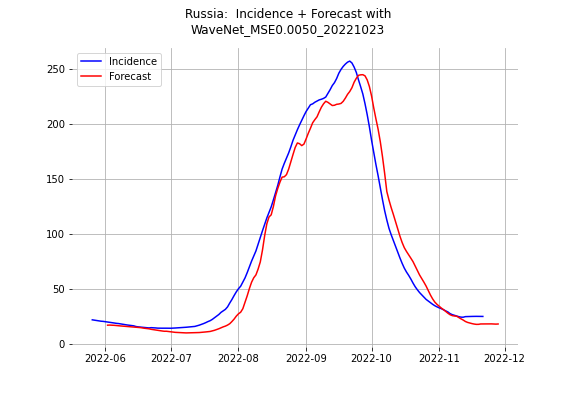 Russia:  Incidence + Forecast with
WaveNet_MSE0.0050_20221023
Incidence
Forecast
250
200
150
100
50
0
2022-06 2022-07 2022-08 2022-09 2022-10 2022-11 2022-12